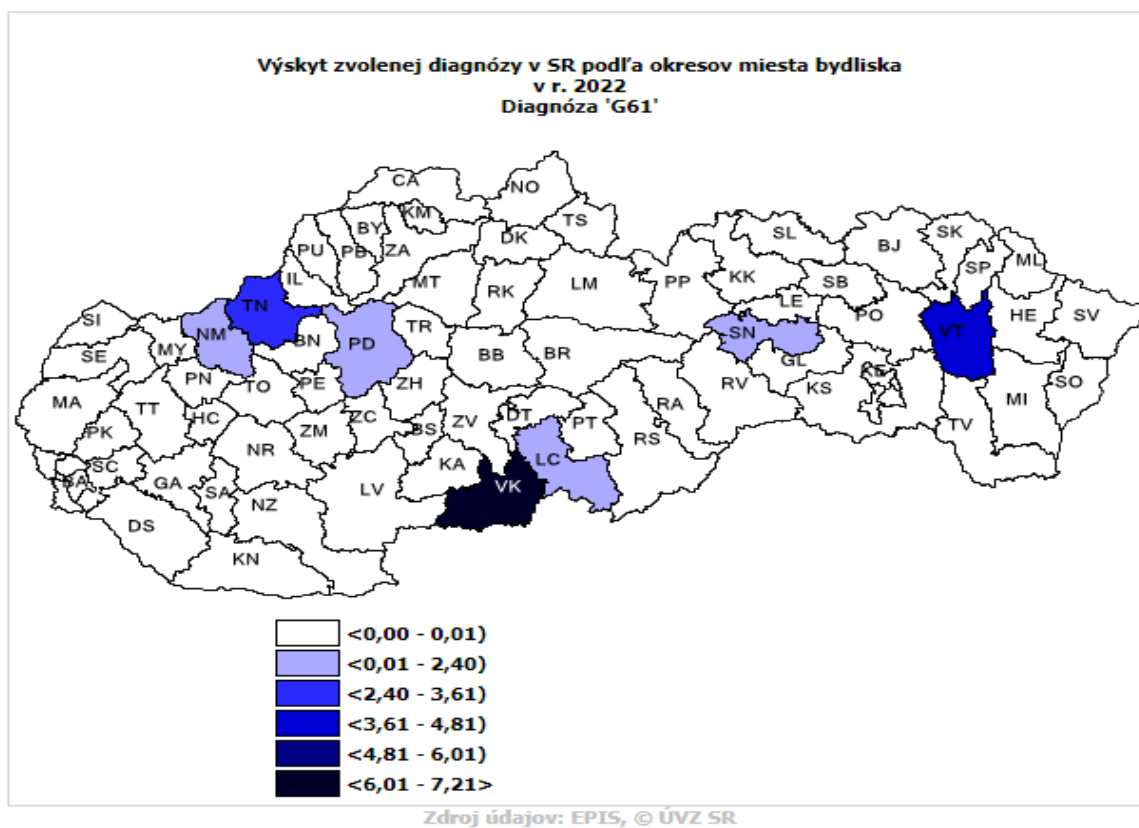 Výskyt zvolenej diagnózy v SR podľa okresov miesta bydliska
v r. 2022
Diagnóza 'G61'
CA
NO
KM
TS
BY
PU
PB
ZA
DK
SL
BJ
SK
IL
MT
RK
LM
PP
KK
SB
SP
ML
TN
LE
PO
HE
SV
SI
NM
BN
PD
TR
BB
BR
SN
VT
SE
MY
GL
PN
TO
PE
ZH
RV
KS
KE
SO
MA
TT
HC
ZM
ZC
BS
ZV
DT
PT
RA
MI
TV
PK
NR
RS
SC
KA
LC
BA
GA
SA
NZ
LV
VK
DS
KN
<0,00 - 0,01)
<0,01 - 2,40)
<2,40 - 3,61)
<3,61 - 4,81)
<4,81 - 6,01)
<6,01 - 7,21>
Zdroj údajov: EPIS, © ÚVZ SR